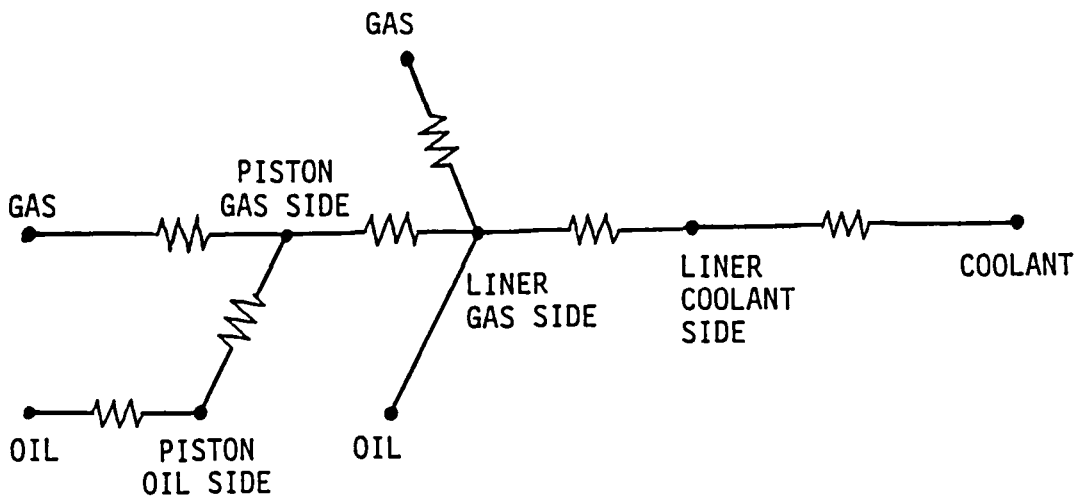 GAS
PISTON
GAS SIDE
GAS
LINER
GAS SIDE
LINER
COOLANT
SIDE
COOLANT
OIL
PISTON
OIL SIDE
OIL